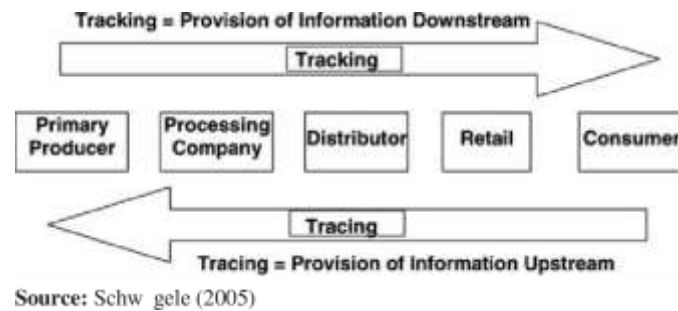 Tracking = Provision of Information Downstream
Tracking
Primary
Producer
Processing
Company
Distributor
Retail
Consumer
Tracing
Tracing = Provision of Information Upstream
Source: Schw gele (2005)